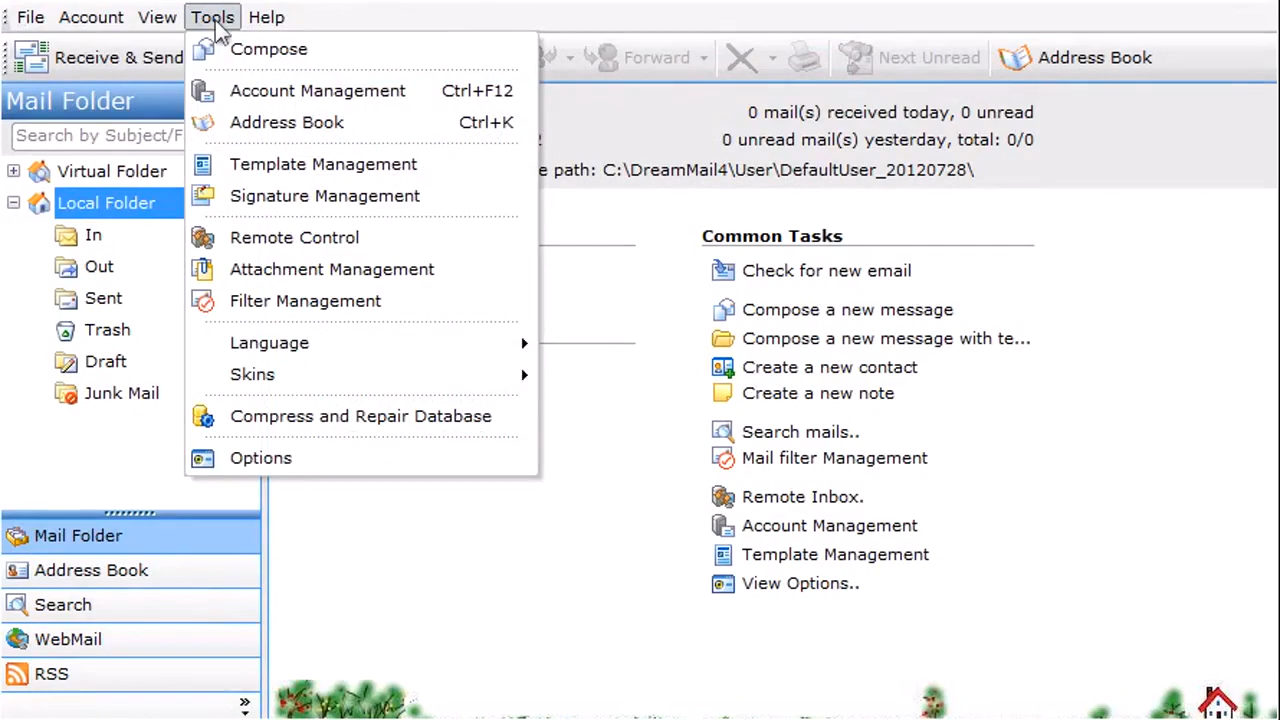 File Account View Tools Help
Receive & Send Forward Next Unread Address Book
Compose
Account Management Ctrl+F12
Address Book Ctrl+K
Template Management
Signature Management
Remote Control
Attachment Management
Filter Management
Language
Skins
Compress and Repair Database
Options
Mail Folder
Search by Subject/F
Virtual Folder
Local Folder
In
Out
Sent
Trash
Draft
Junk Mail
Mail Folder
Address Book
Search
WebMail
RSS
0 mail(s) received today, 0 unread
0 unread mail(s) yesterday, total: 0/0
e path: C:\DreamMail4\User\DefaultUser_20120728\
Common Tasks
Check for new email
Compose a new message
Compose a new message with te...
Create a new contact
Create a new note
Search mails..
Mail filter Management
Remote Inbox.
Account Management
Template Management
View Options..